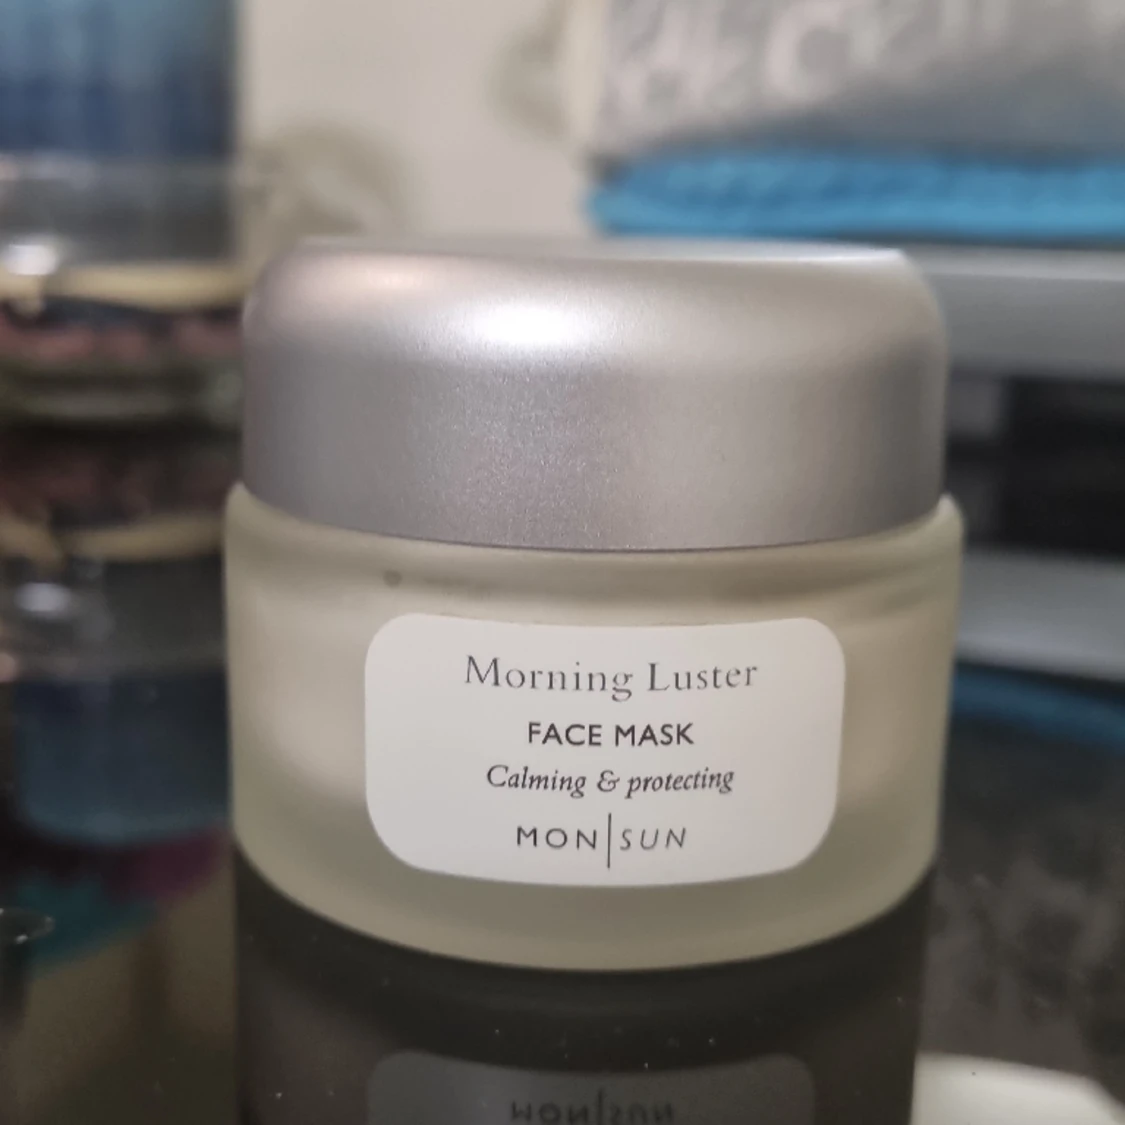 Morning Luster
FACE MASK
Calming & protecting
MON|SUN